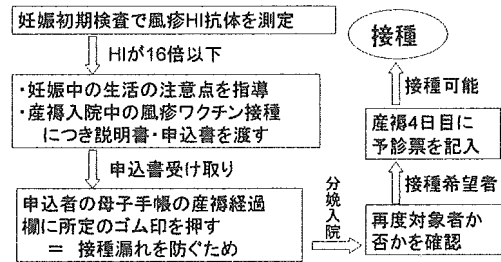 妊娠初期検査で風疹HI抗体を測定
HIが16倍以下
・妊娠中の生活の注意点を指導
・産褥入院中の風疹ワクチン接種
につき説明書・申込書を渡す
申込書受け取り
申込者の母子手帳の産褥経過
欄に所定のゴム印を押す
＝ 接種漏れを防ぐため
分娩入院
再度対象者か
否かを確認
接種希望者
産褥4日目に
予診票を記入
接種可能
接種